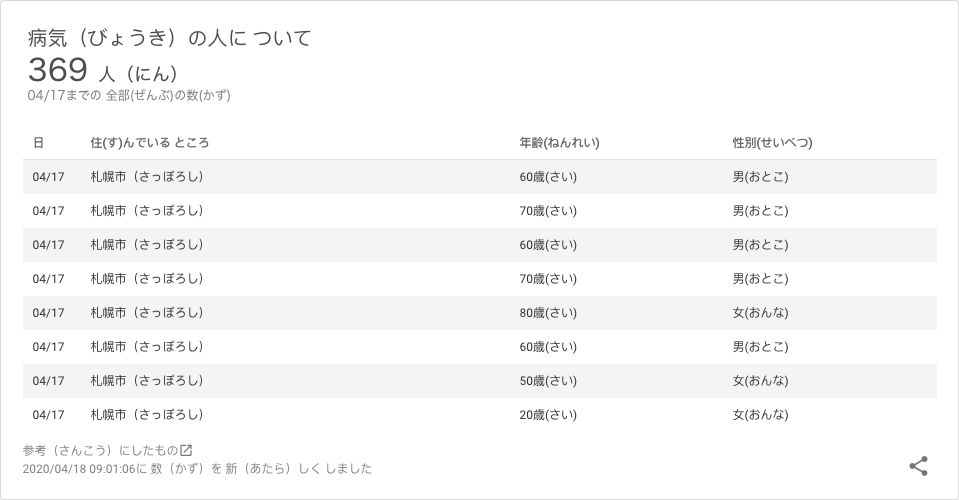 病気（びょうき）の人に ついて
369 人（にん）
04/17までの 全部(ぜんぶ)の数(かず)
日 住(す)んでいる ところ 年齢(ねんれい) 性別(せいべつ)
04/17 札幌市（さっぽろし） 60歳(さい) 男(おとこ)
04/17 札幌市（さっぽろし） 70歳(さい) 男(おとこ)
04/17 札幌市（さっぽろし） 60歳(さい) 男(おとこ)
04/17 札幌市（さっぽろし） 70歳(さい) 男(おとこ)
04/17 札幌市（さっぽろし） 80歳(さい) 女(おんな)
04/17 札幌市（さっぽろし） 60歳(さい) 男(おとこ)
04/17 札幌市（さっぽろし） 50歳(さい) 女(おんな)
04/17 札幌市（さっぽろし） 20歳(さい) 女(おんな)
参考（さんこう）にしたもの
2020/04/18 09:01:06に 数（かず）を 新（あたら）しく しました